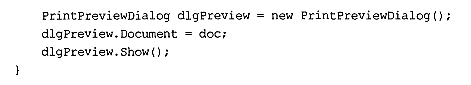 PrintPreviewDialog dlgPreview = new PrintPreviewDialog();
dlgPreview.Document = doc;
dlgPreview.Show();
}